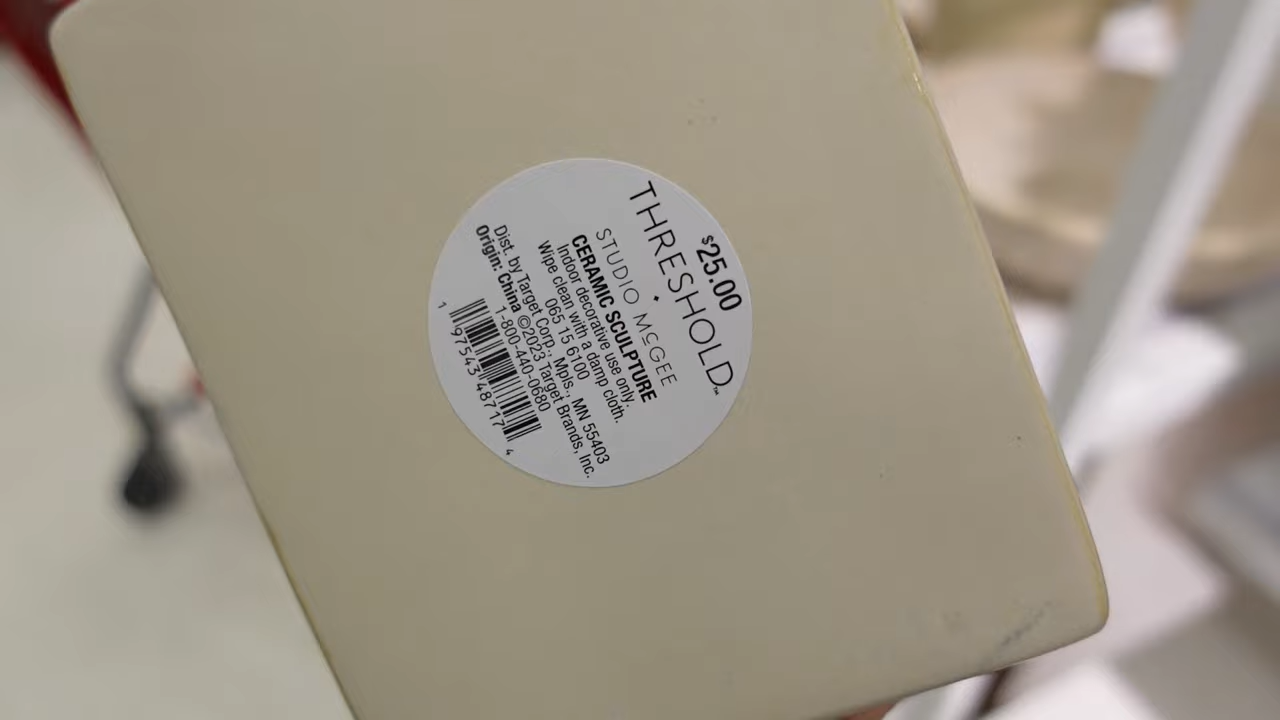 $25.00
THRESHOLD™
STUDIO MCGEE
CERAMIC SCULPTURE
Indoor decorative use only.
Wipe clean with a damp cloth.
065 15 6100
Dist. by Target Corp., Mpls., MN 55403
Origin: China ©2023 Target Brands, Inc.
1-800-440-0680
1 97543 48717 4